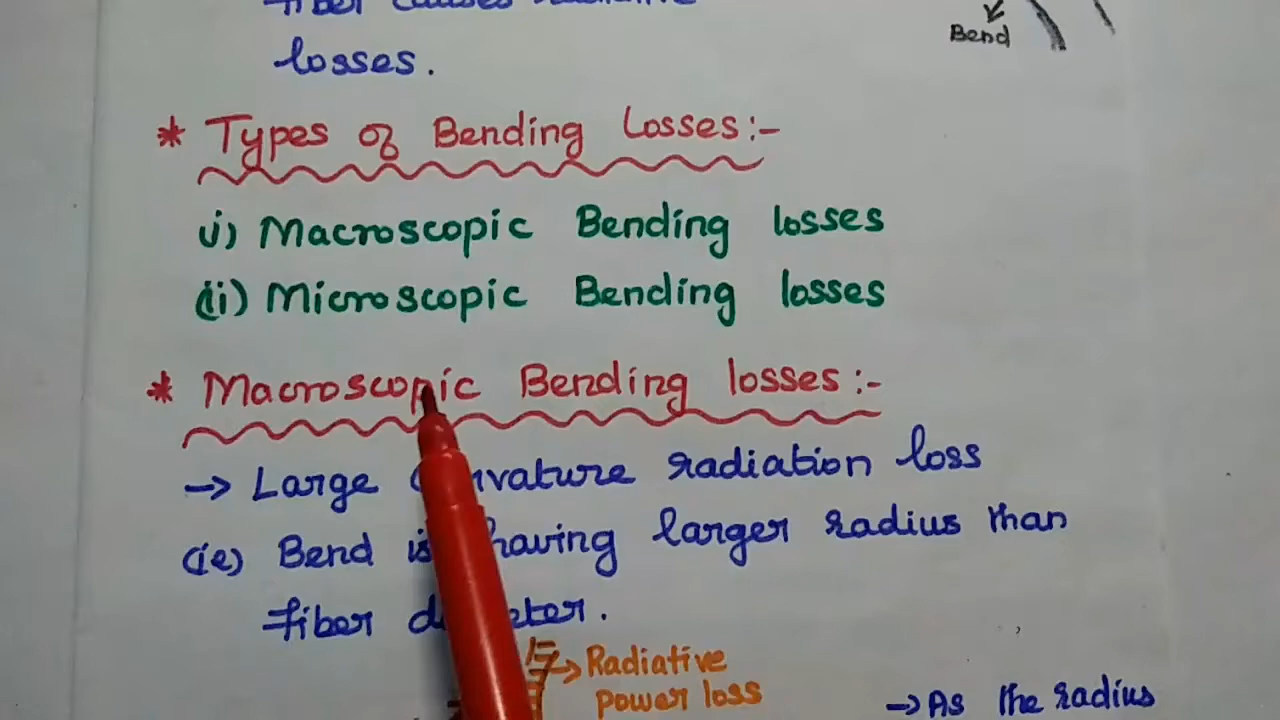 Bend
losses.
* Types of Bending Losses:-
(i) Macroscopic Bending losses
(ii) Microscopic Bending losses
* Macroscopic Bending losses:-
→ Large radiation loss
(ie) Bend is having larger radius than
fiber .
→ Radiative
power loss
→ As the radius